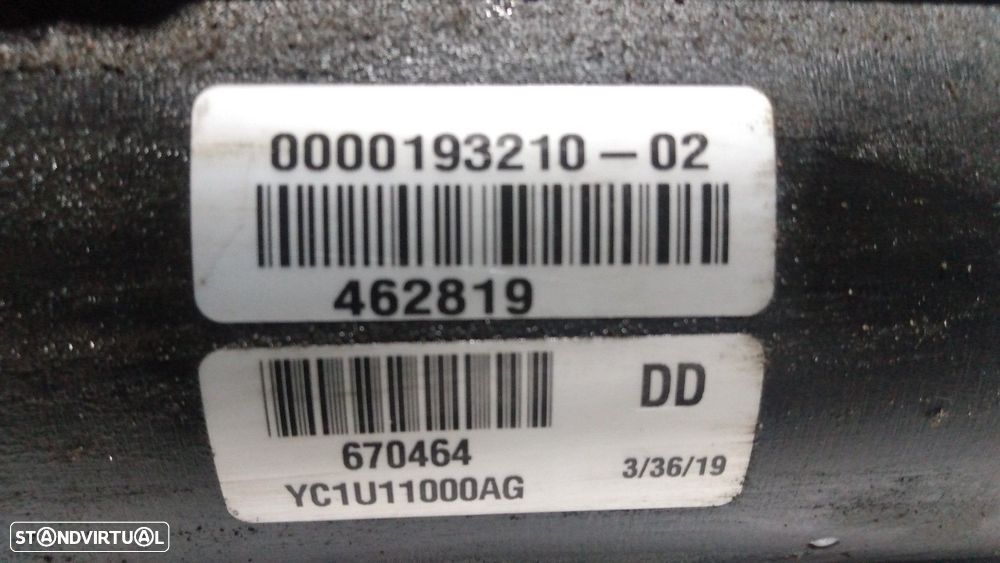 0000193210-02
462819
670464
DD
YC1U11000AG
3/36/19
STANDVIRTUAL